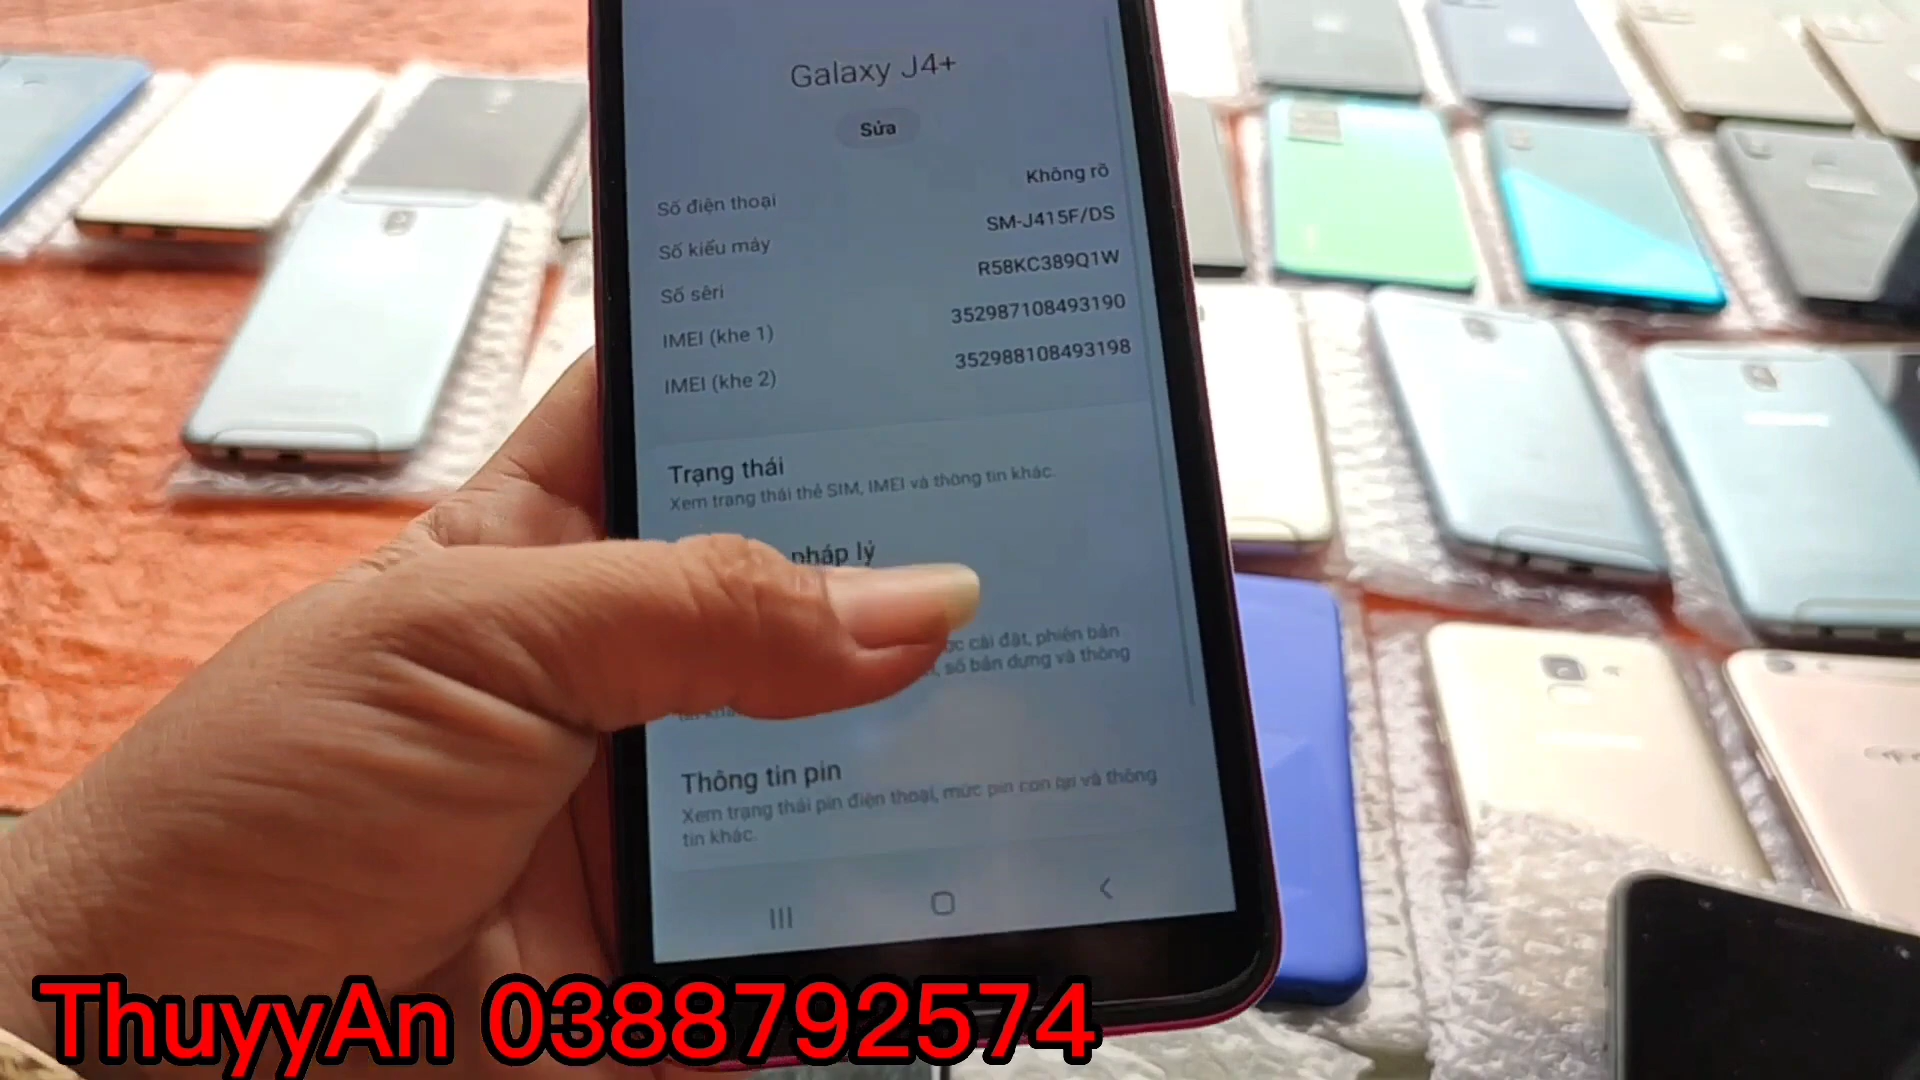 Galaxy J4+
Sửa
Số điện thoại Không rõ
Số kiểu máy SM-J415F/DS
Số sêri R58KC389Q1W
IMEI (khe 1) 352987108493190
IMEI (khe 2) 352988108493198
Trạng thái
Xem trạng thái thẻ SIM, IMEI và thông tin khác.
pháp lý
cài đặt, phiên bản
số bản dựng và thông
Thông tin pin
Xem trạng thái pin điện thoại, mức pin còn lại và thông
tin khác.
ThuyyAn 0388792574